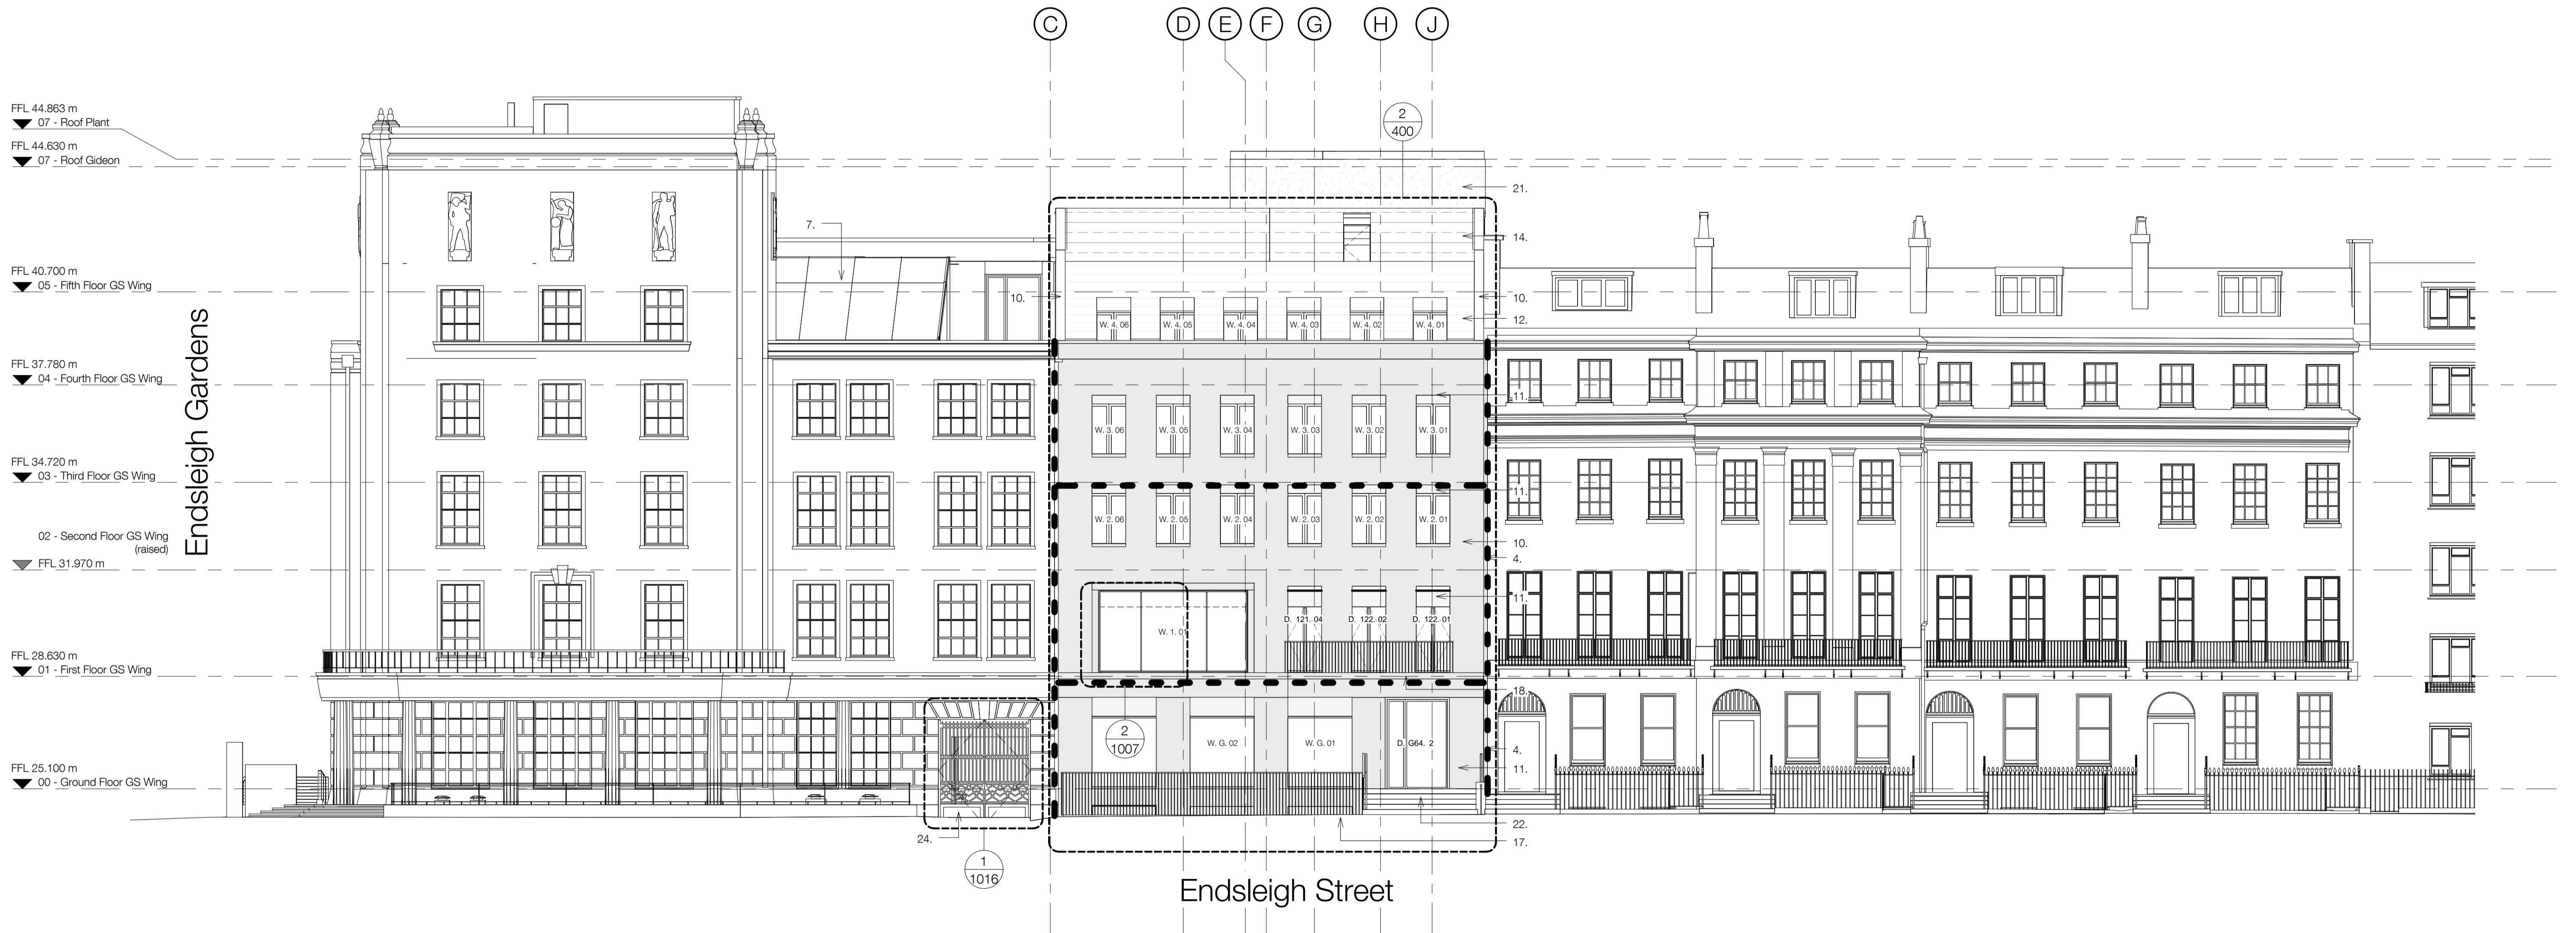 C D E F G H J
2
400
FFL 44.863 m
07 - Roof Plant
FFL 44.630 m
07 - Roof Gideon
21.
7.
14.
FFL 40.700 m
05 - Fifth Floor GS Wing
10.
10.
12.
W. 4. 06 W. 4. 05 W. 4. 04 W. 4. 03 W. 4. 02 W. 4. 01
Endsleigh Gardens
FFL 37.780 m
04 - Fourth Floor GS Wing
11.
W. 3. 06 W. 3. 05 W. 3. 04 W. 3. 03 W. 3. 02 W. 3. 01
FFL 34.720 m
03 - Third Floor GS Wing
11.
W. 2. 06 W. 2. 05 W. 2. 04 W. 2. 03 W. 2. 02 W. 2. 01
02 - Second Floor GS Wing
(raised)
10.
4.
FFL 31.970 m
11.
D. 121. 04 D. 122. 02 D. 122. 01
W. 1. 01
FFL 28.630 m
01 - First Floor GS Wing
18.
2
1007
W. G. 02 W. G. 01 D. G64. 2
4.
FFL 25.100 m
00 - Ground Floor GS Wing
11.
22.
24.
17.
1
1016
Endsleigh Street